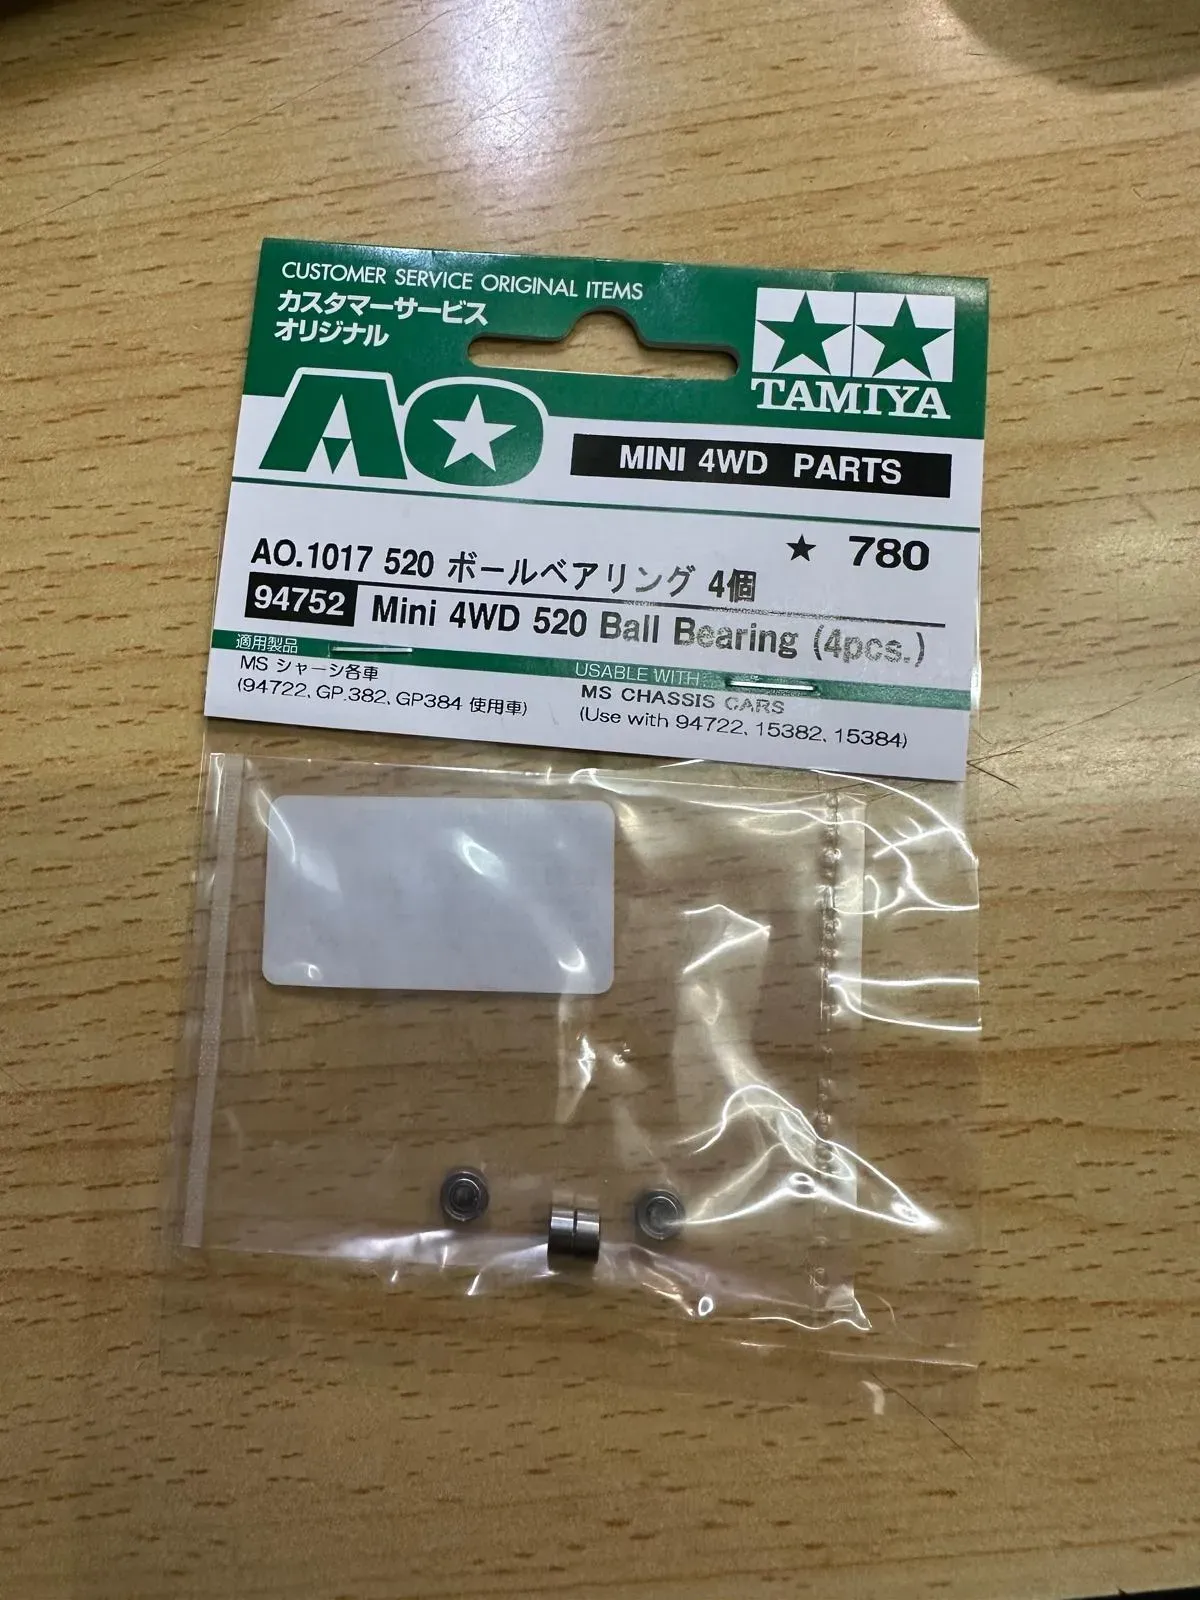 CUSTOMER SERVICE ORIGINAL ITEMS
カスタマーサービス
オリジナル
TAMIYA
AO
MINI 4WD PARTS
★ 780
AO.1017 520 ボールベアリング 4個
94752 Mini 4WD 520 Ball Bearing (4pcs.)
適用製品
MS シャーシ各車
(94722, GP.382, GP384 使用車)
USABLE WITH
MS CHASSIS CARS
(Use with 94722, 15382, 15384)